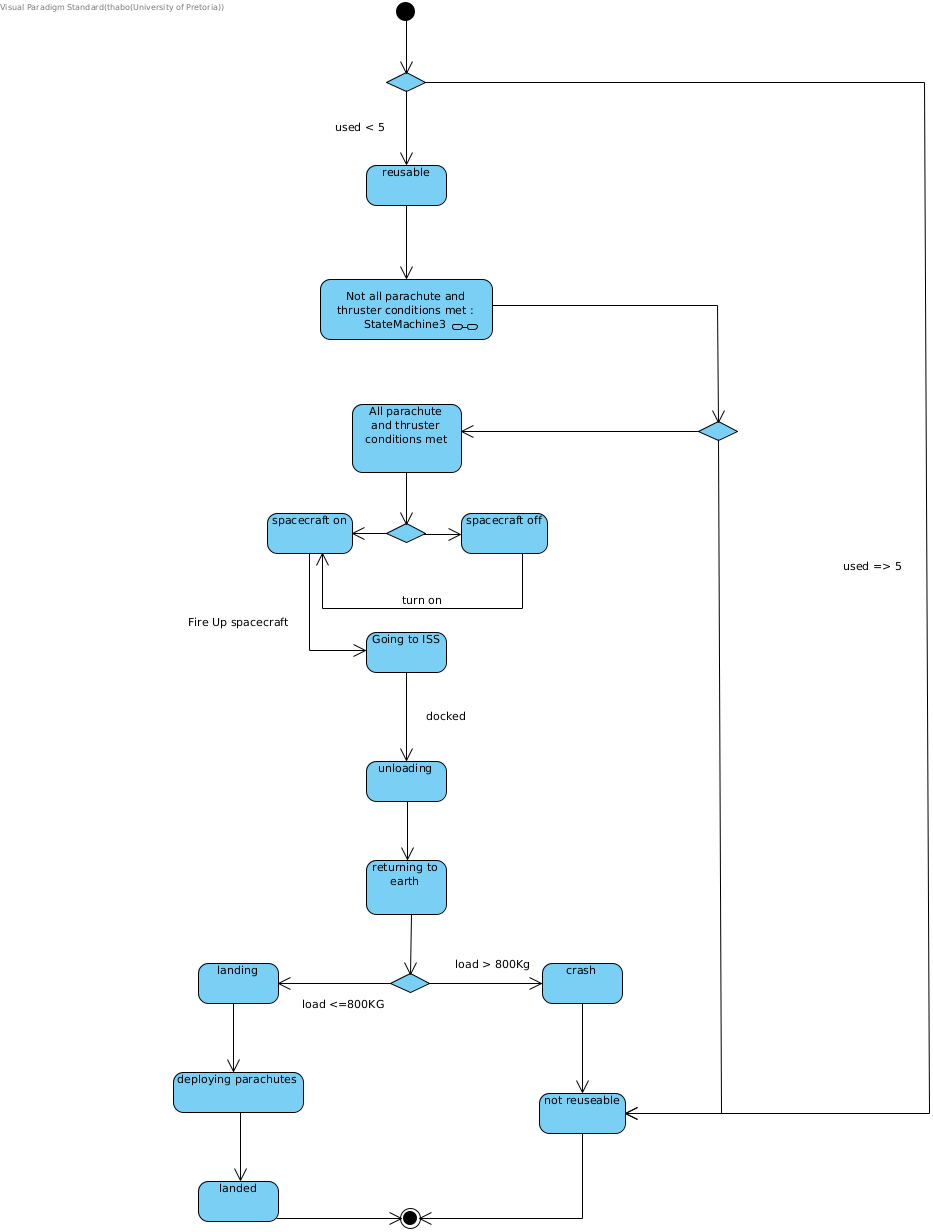 Visual Paradigm Standard(thabo(University of Pretoria))
used < 5
reusable
Not all parachute and
thruster conditions met :
StateMachine3
All parachute
and thruster
conditions met
spacecraft on
spacecraft off
used => 5
turn on
Fire Up spacecraft
Going to ISS
docked
unloading
returning to
earth
load > 800Kg
landing
crash
load <=800KG
deploying parachutes
not reuseable
landed